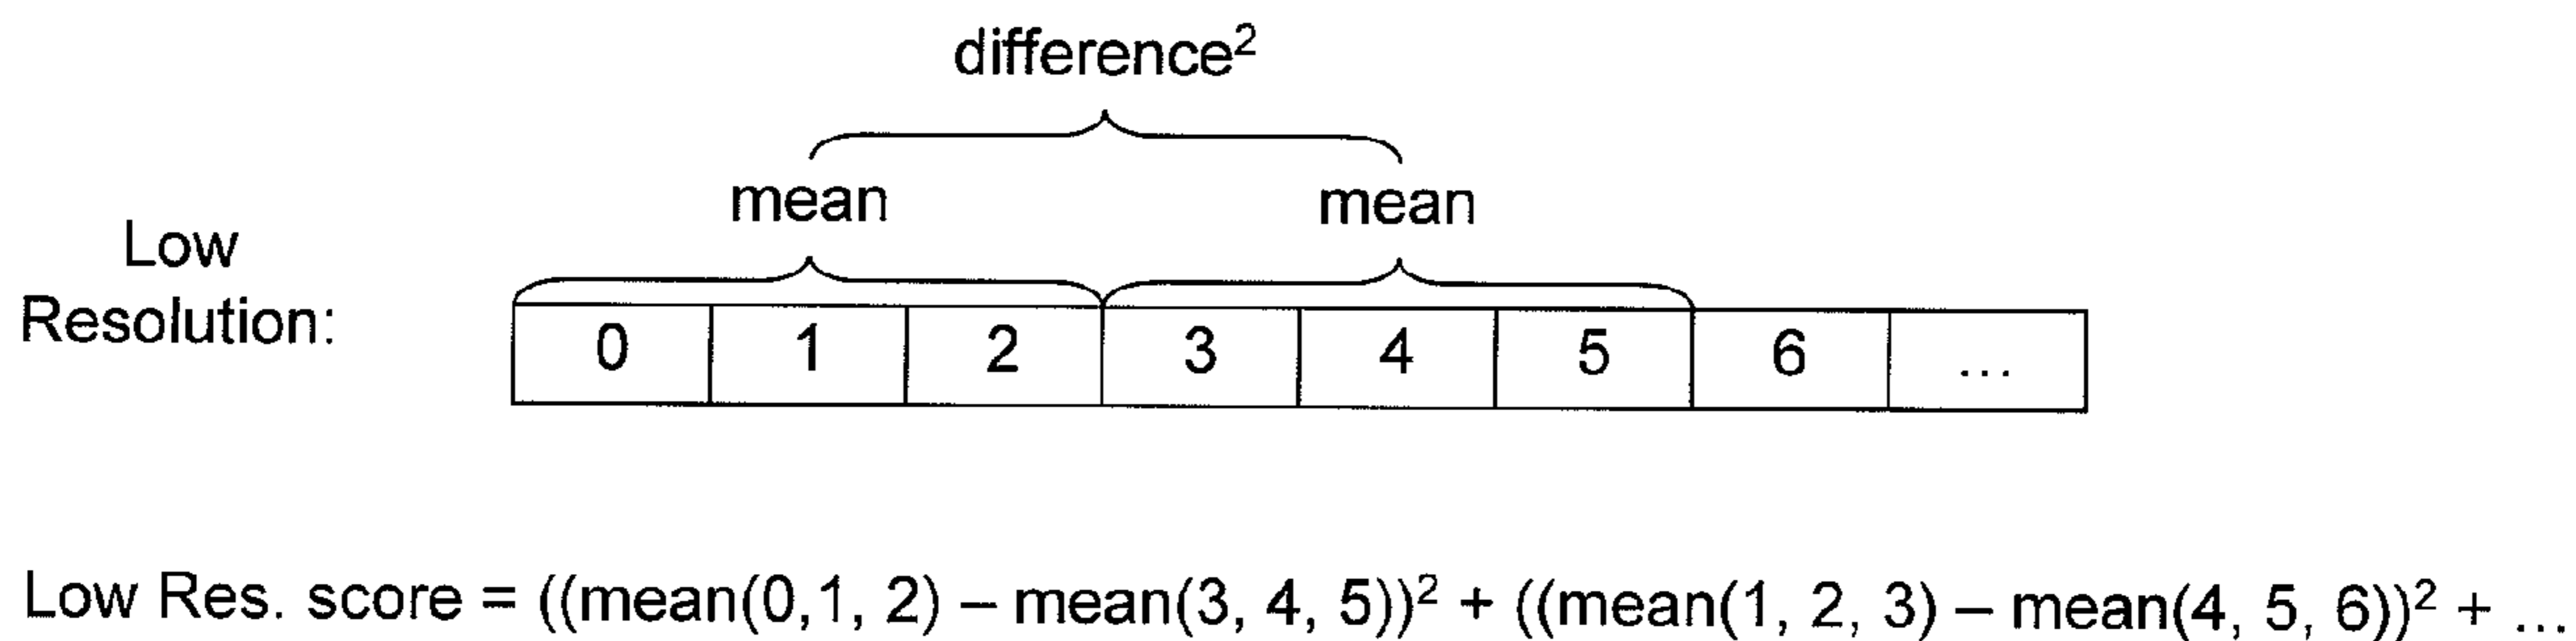 difference²
mean mean
Low
Resolution:
0 1 2 3 4 5 6 ...
Low Res. score = ((mean(0,1, 2) – mean(3, 4, 5))² + ((mean(1, 2, 3) – mean(4, 5, 6))² + ...